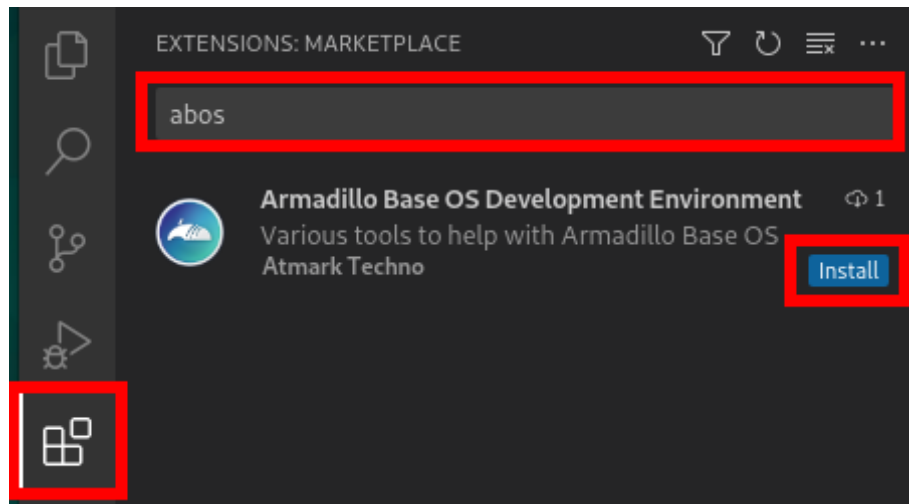 EXTENSIONS: MARKETPLACE
abos
Armadillo Base OS Development Environment 1
Various tools to help with Armadillo Base OS
Atmark Techno
Install